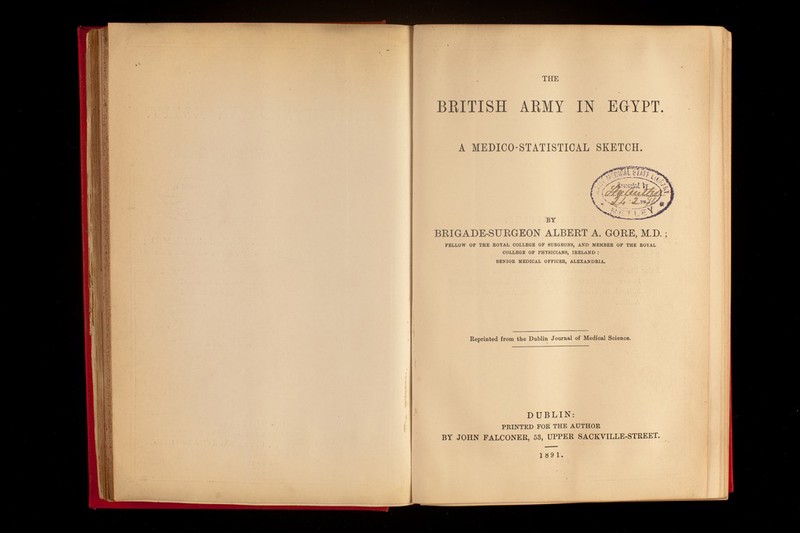 THE
BRITISH ARMY IN EGYPT.
A MEDICO-STATISTICAL SKETCH.
BY
BRIGADE-SURGEON ALBERT A. GORE, M.D.;
FELLOW OF THE ROYAL COLLEGE OF SURGEONS, AND MEMBER OF THE ROYAL
COLLEGE OF PHYSICIANS, IRELAND:
SENIOR MEDICAL OFFICER, ALEXANDRIA.
Reprinted from the Dublin Journal of Medical Science.
DUBLIN:
PRINTED FOR THE AUTHOR
BY JOHN FALCONER, 53, UPPER SACKVILLE-STREET.
1891.